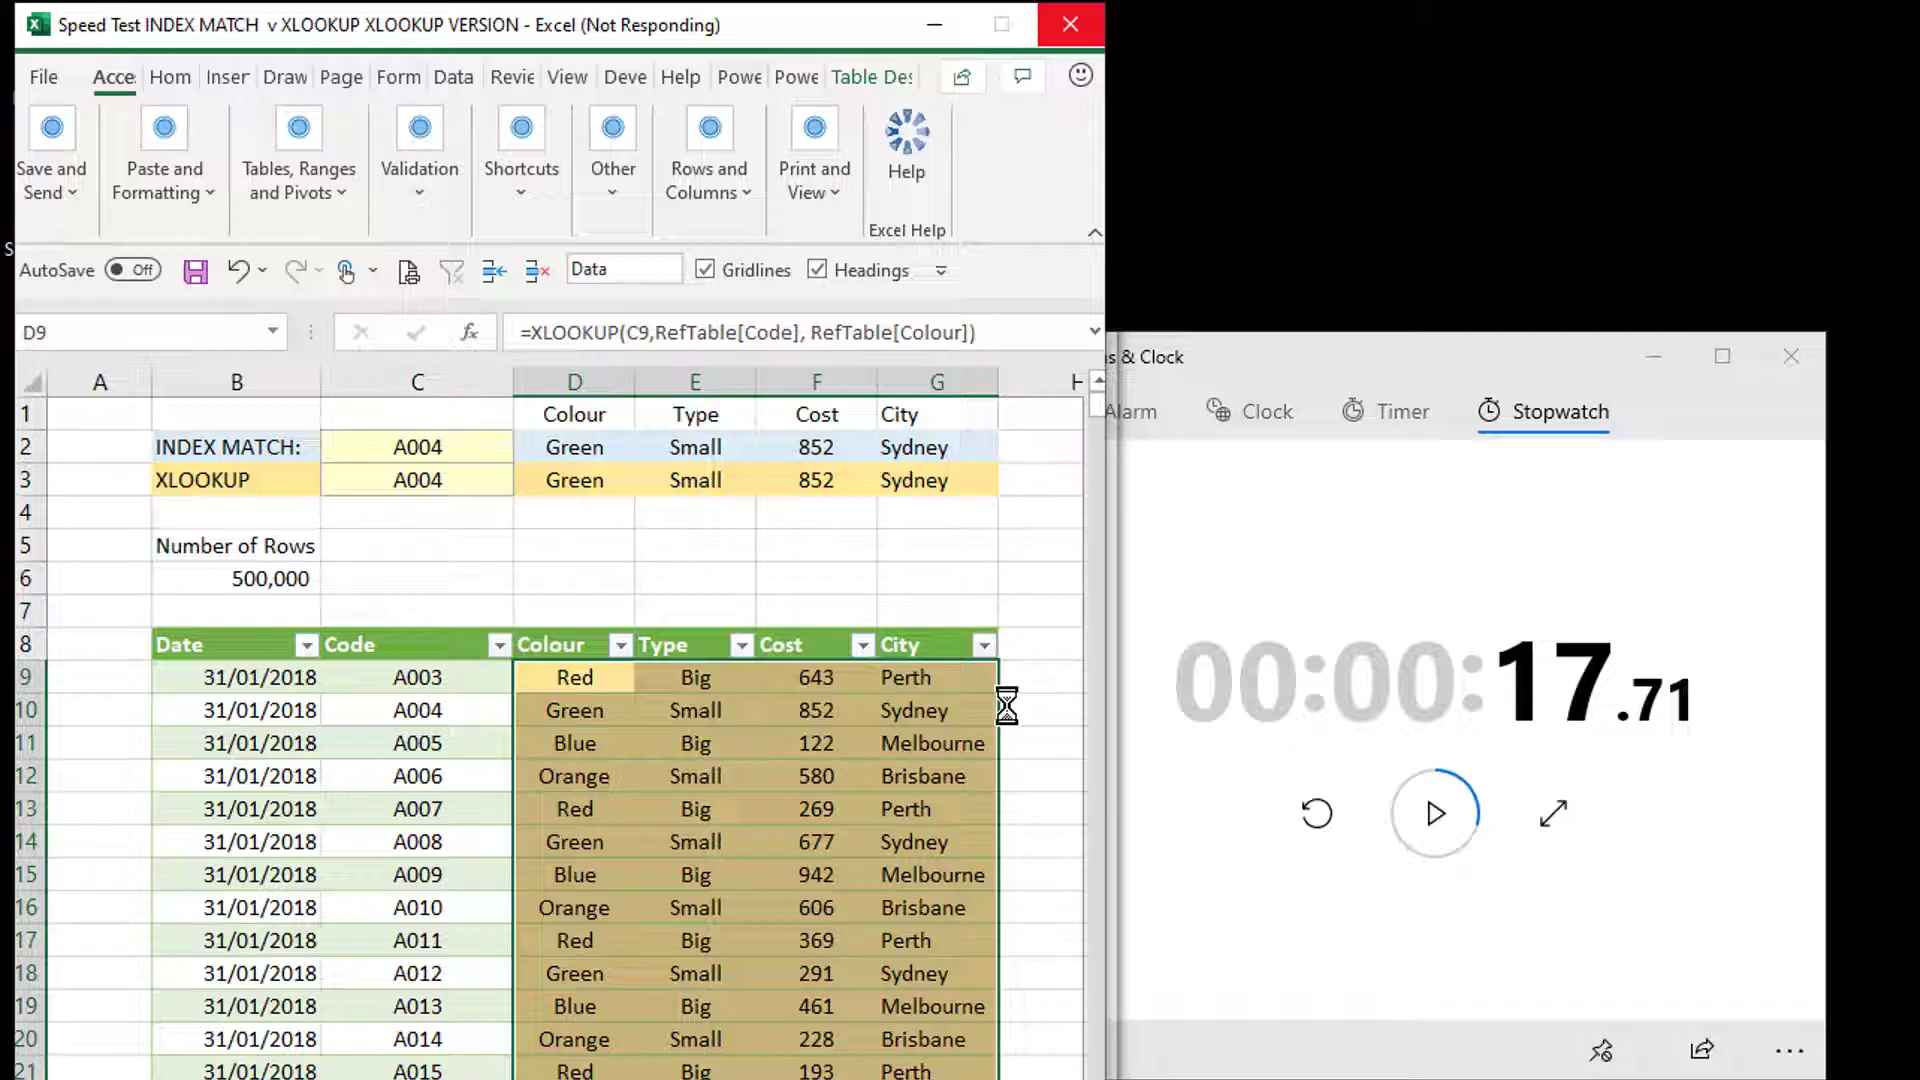 Speed Test INDEX MATCH v XLOOKUP XLOOKUP VERSION - Excel (Not Responding)
File Acce Hom Inser Draw Page Form Data Revie View Deve Help Powe Powe Table Des
Save and Send
Paste and Formatting
Tables, Ranges and Pivots
Validation
Shortcuts
Other
Rows and Columns
Print and View
Help
Excel Help
AutoSave Off Data Gridlines Headings
D9 fx =XLOOKUP(C9,RefTable[Code], RefTable[Colour])
A B C D E F G H
1 Colour Type Cost City
2 INDEX MATCH: A004 Green Small 852 Sydney
3 XLOOKUP A004 Green Small 852 Sydney
4
5 Number of Rows
6 500,000
7
8 Date Code Colour Type Cost City
9 31/01/2018 A003 Red Big 643 Perth
10 31/01/2018 A004 Green Small 852 Sydney
11 31/01/2018 A005 Blue Big 122 Melbourne
12 31/01/2018 A006 Orange Small 580 Brisbane
13 31/01/2018 A007 Red Big 269 Perth
14 31/01/2018 A008 Green Small 677 Sydney
15 31/01/2018 A009 Blue Big 942 Melbourne
16 31/01/2018 A010 Orange Small 606 Brisbane
17 31/01/2018 A011 Red Big 369 Perth
18 31/01/2018 A012 Green Small 291 Sydney
19 31/01/2018 A013 Blue Big 461 Melbourne
20 31/01/2018 A014 Orange Small 228 Brisbane
21 31/01/2018 A015 Red Big 193 Perth
s & Clock
Alarm Clock Timer Stopwatch
00:00:17.71